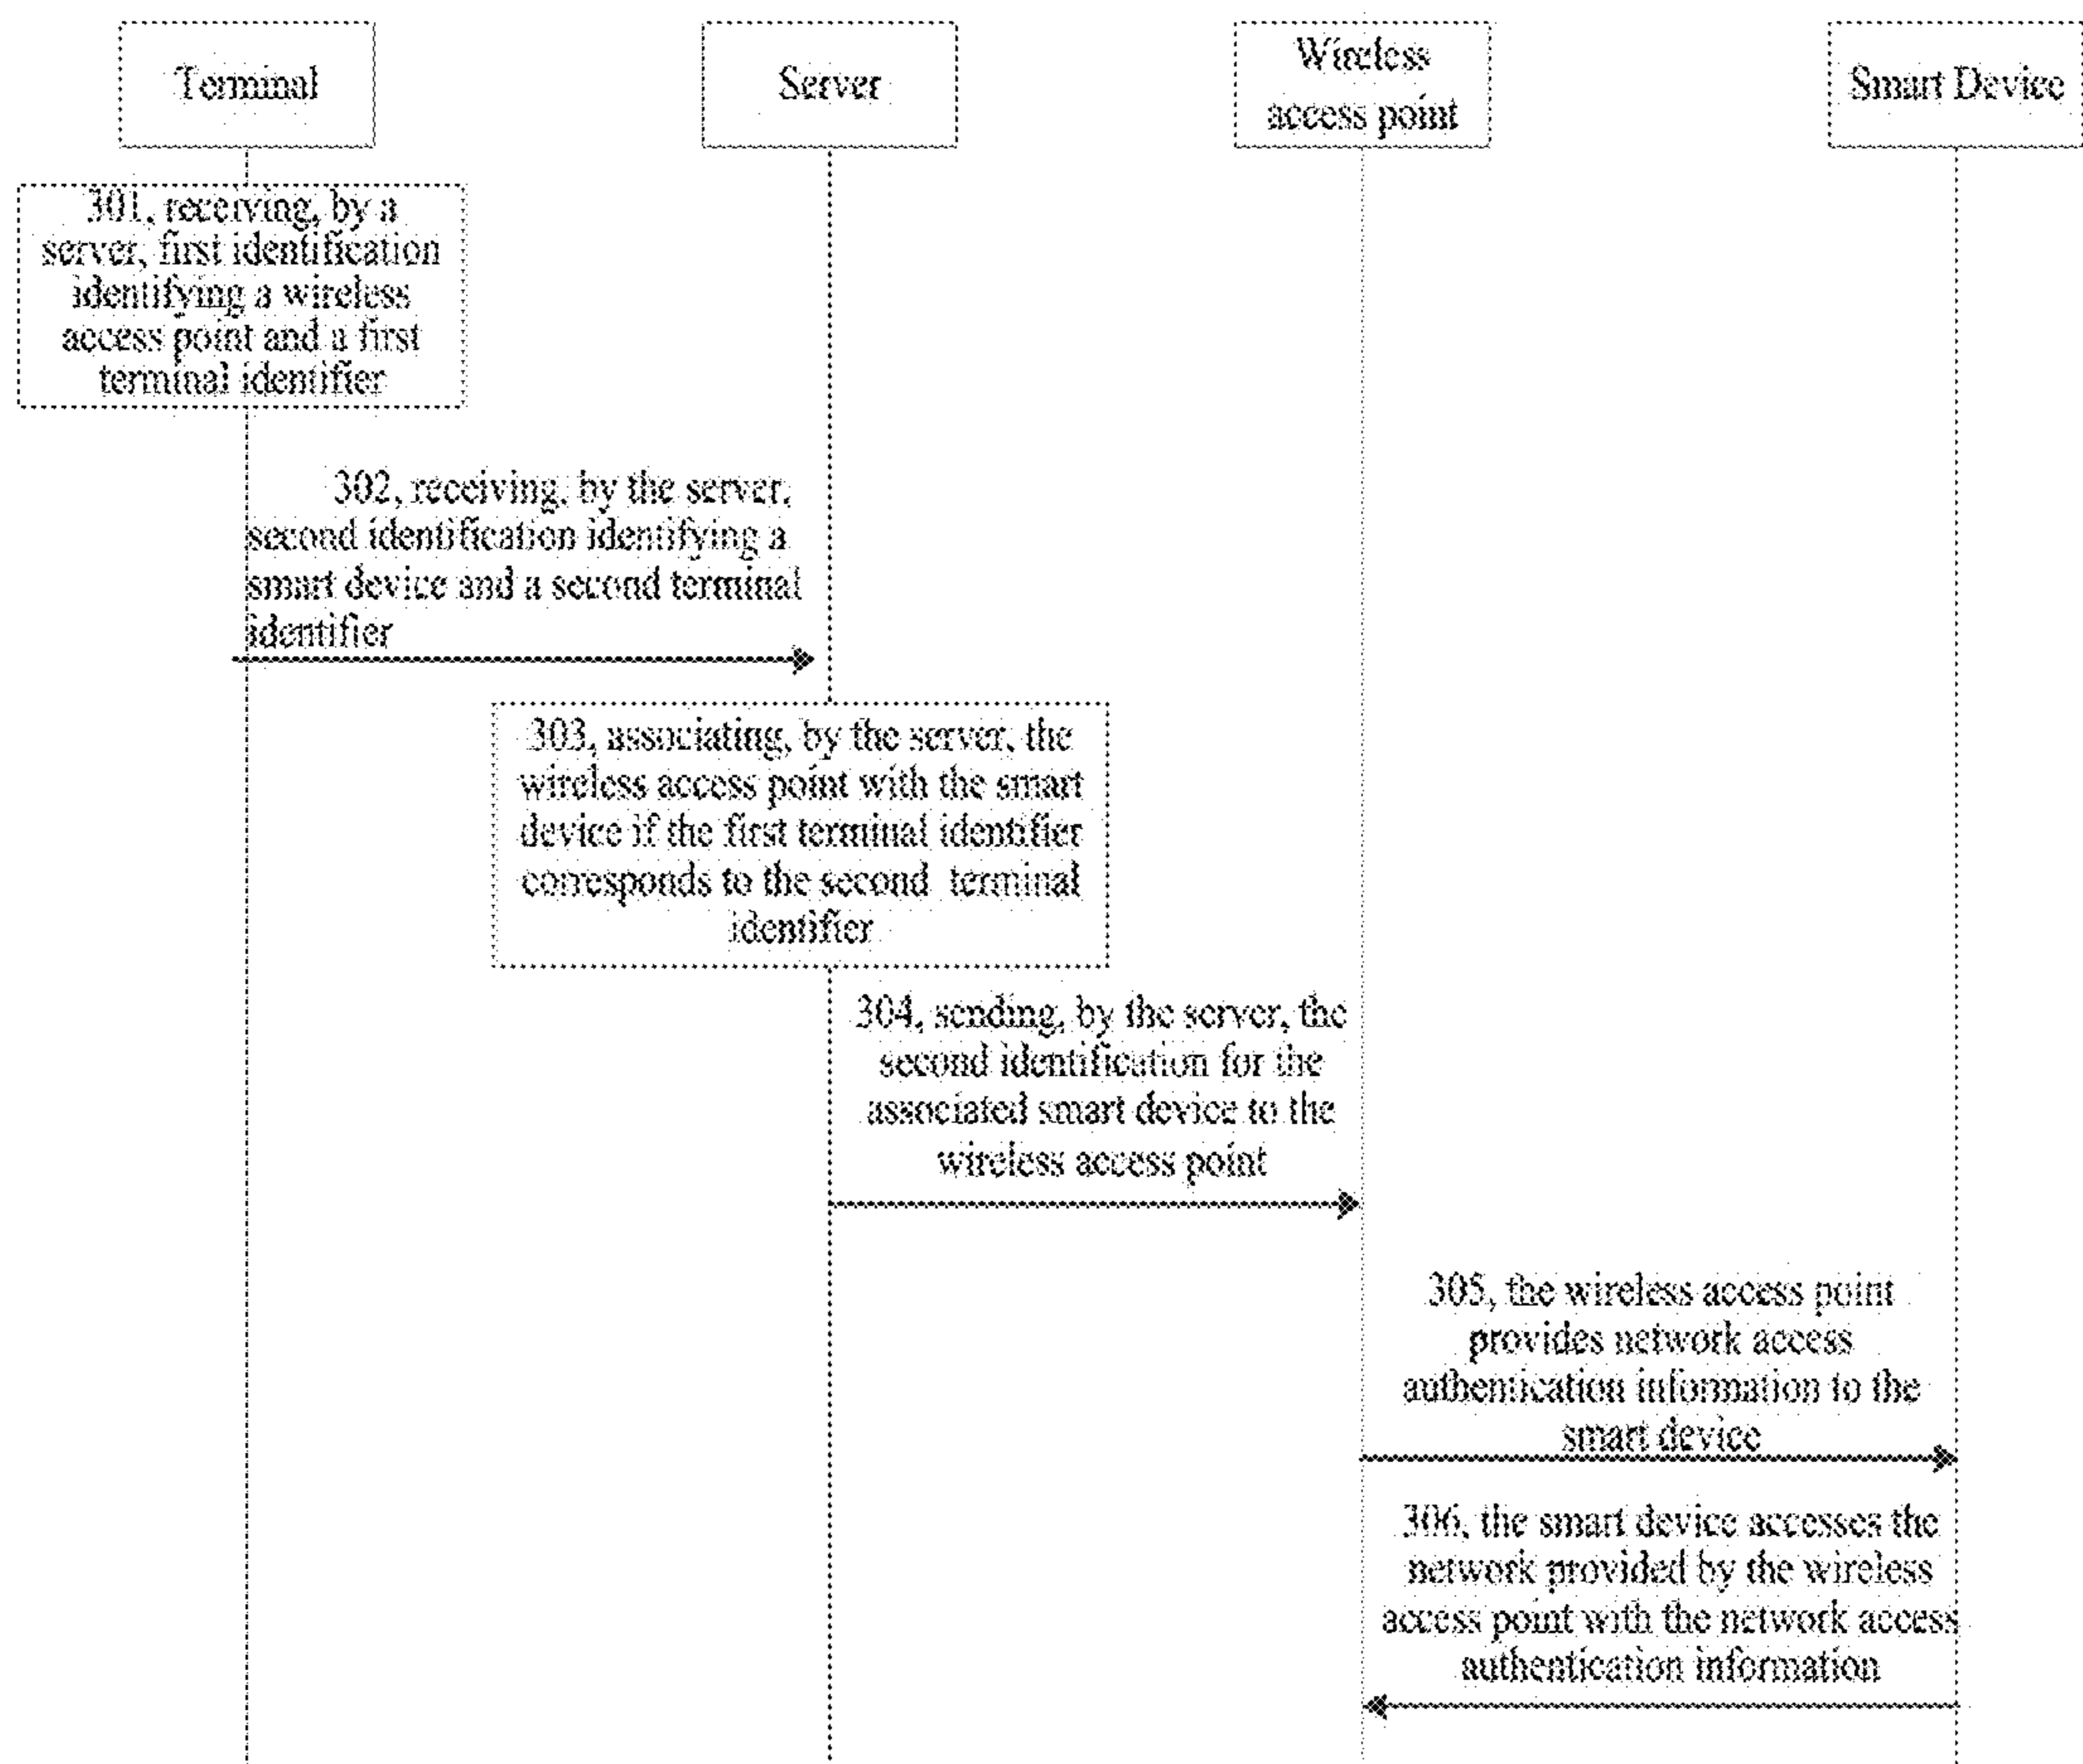 Terminal
Server
Wireless
access point
Smart Device
301, receiving, by a
server, first identification
identifying a wireless
access point and a first
terminal identifier
302, receiving, by the server,
second identification identifying a
smart device and a second terminal
identifier
303, associating, by the server, the
wireless access point with the smart
device if the first terminal identifier
corresponds to the second terminal
identifier
304, sending, by the server, the
second identification for the
associated smart device to the
wireless access point
305, the wireless access point
provides network access
authentication information to the
smart device
306, the smart device accesses the
network provided by the wireless
access point with the network access
authentication information